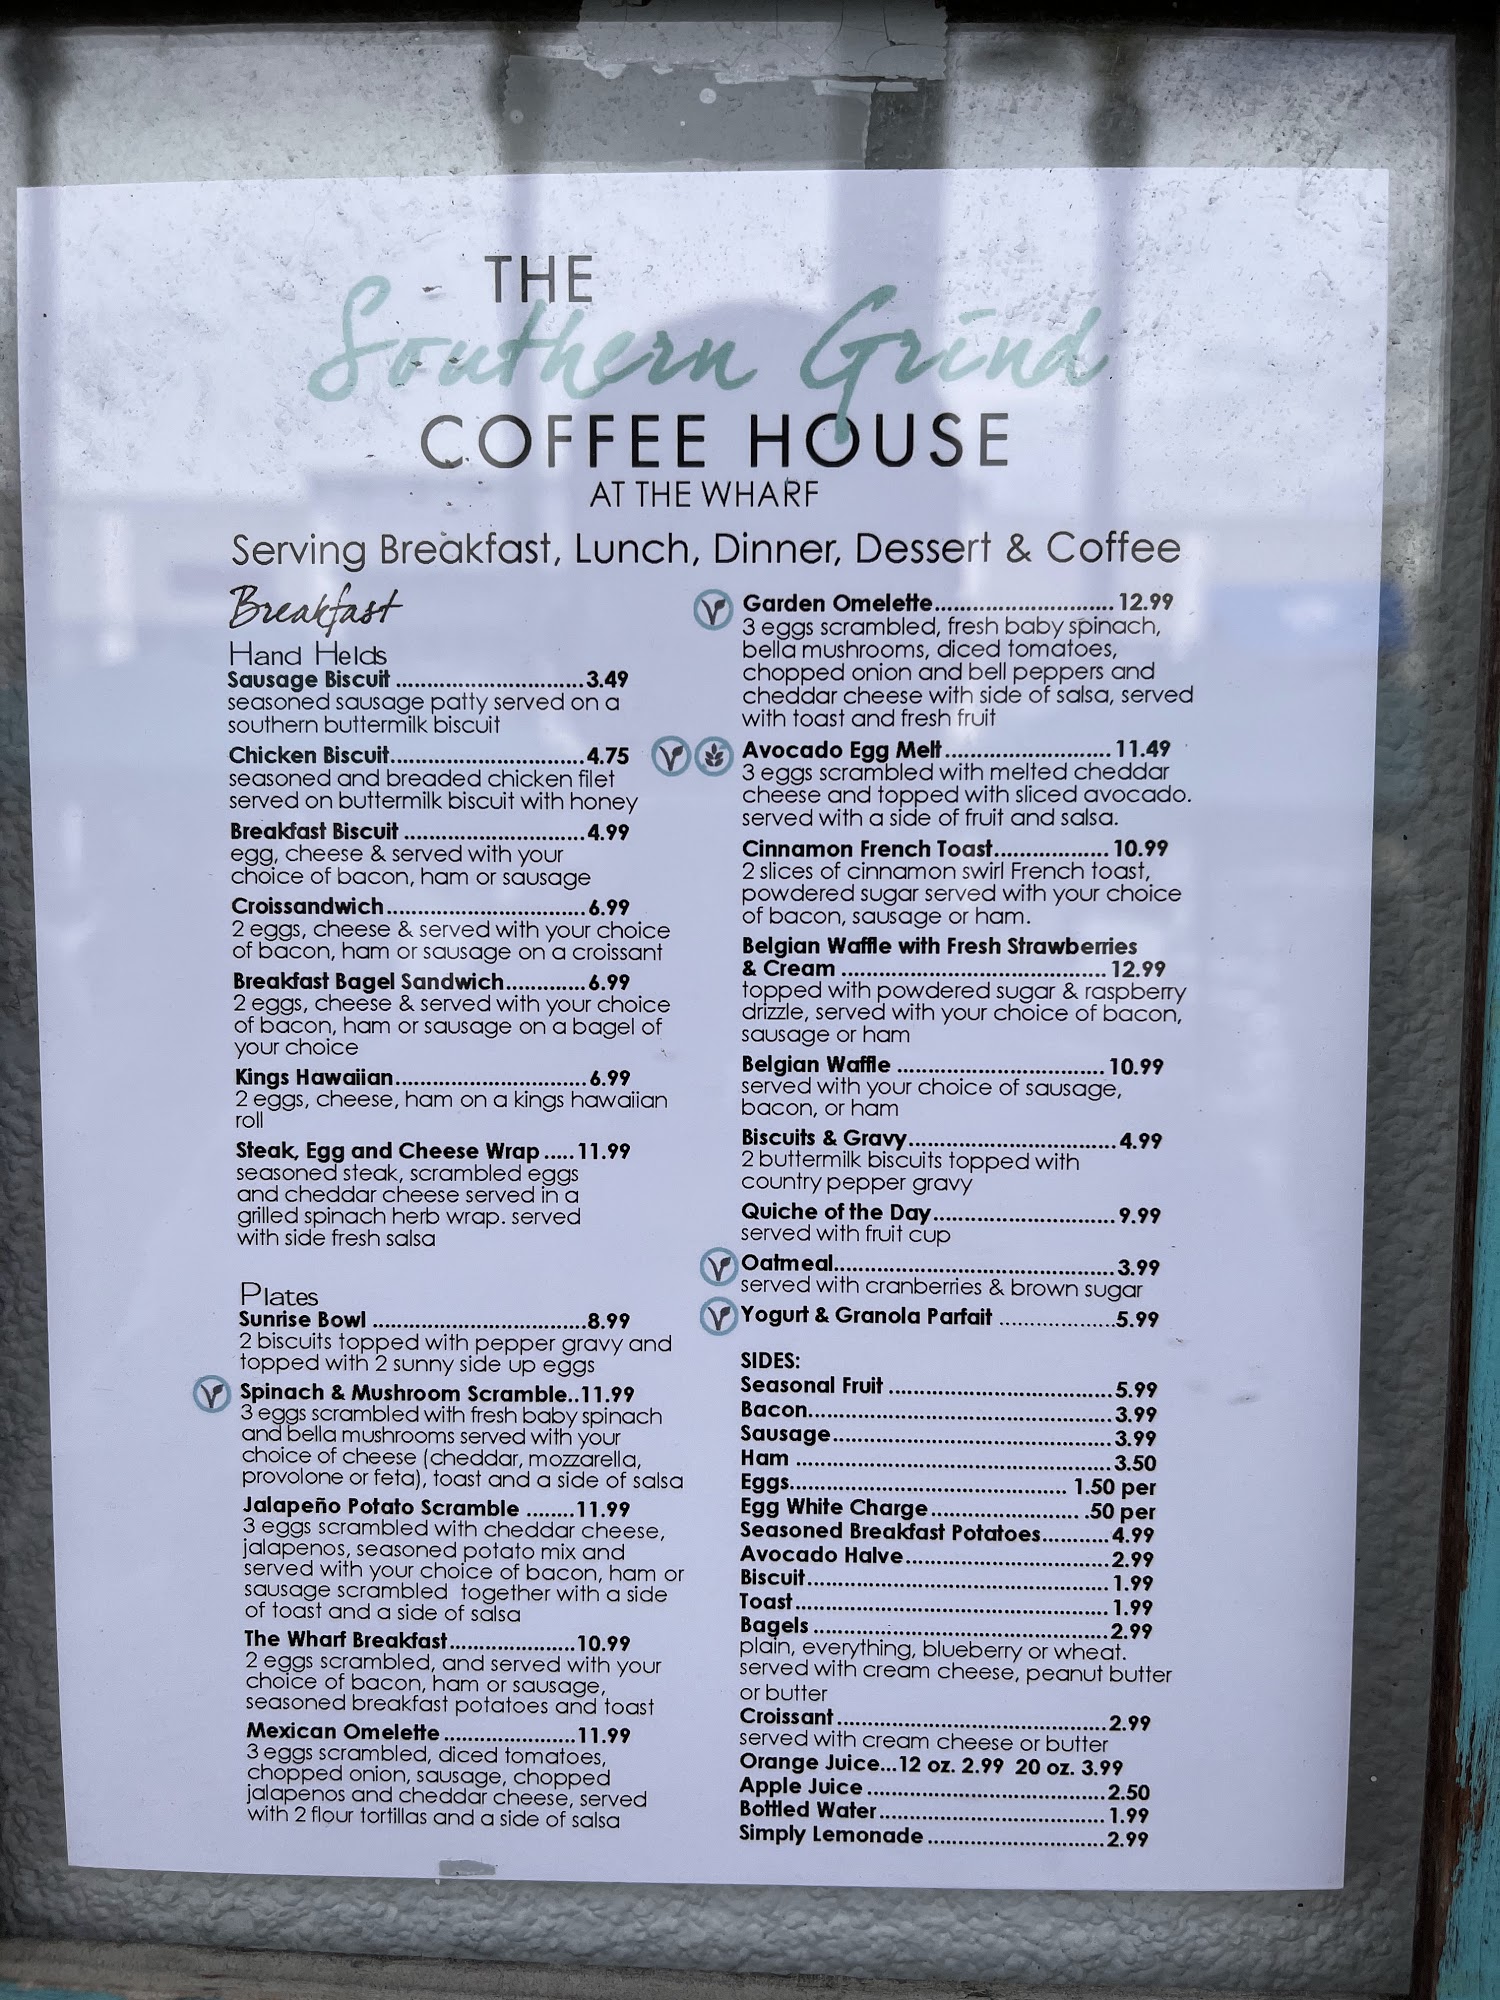 THE
Southern Grind
COFFEE HOUSE
AT THE WHARF
Serving Breakfast, Lunch, Dinner, Dessert & Coffee
Breakfast
Hand Helds
Sausage Biscuit ..............................3.49
seasoned sausage patty served on a
southern buttermilk biscuit
Chicken Biscuit...............................4.75
seasoned and breaded chicken filet
served on buttermilk biscuit with honey
Breakfast Biscuit .............................4.99
egg, cheese & served with your
choice of bacon, ham or sausage
Croissandwich................................6.99
2 eggs, cheese & served with your choice
of bacon, ham or sausage on a croissant
Breakfast Bagel Sandwich.............6.99
2 eggs, cheese & served with your choice
of bacon, ham or sausage on a bagel of
your choice
Kings Hawaiian...............................6.99
2 eggs, cheese, ham on a kings hawaiian
roll
Steak, Egg and Cheese Wrap .....11.99
seasoned steak, scrambled eggs
and cheddar cheese served in a
grilled spinach herb wrap. served
with side fresh salsa
Plates
Sunrise Bowl ..................................8.99
2 biscuits topped with pepper gravy and
topped with 2 sunny side up eggs
V Spinach & Mushroom Scramble..11.99
3 eggs scrambled with fresh baby spinach
and bella mushrooms served with your
choice of cheese (cheddar, mozzarella,
provolone or feta), toast and a side of salsa
Jalapeño Potato Scramble ........11.99
3 eggs scrambled with cheddar cheese,
jalapenos, seasoned potato mix and
served with your choice of bacon, ham or
sausage scrambled together with a side
of toast and a side of salsa
The Wharf Breakfast.....................10.99
2 eggs scrambled, and served with your
choice of bacon, ham or sausage,
seasoned breakfast potatoes and toast
Mexican Omelette......................11.99
3 eggs scrambled, diced tomatoes,
chopped onion, sausage, chopped
jalapenos and cheddar cheese, served
with 2 flour tortillas and a side of salsa
V Garden Omelette.............................12.99
3 eggs scrambled, fresh baby spinach,
bella mushrooms, diced tomatoes,
chopped onion and bell peppers and
cheddar cheese with side of salsa, served
with toast and fresh fruit
V Avocado Egg Melt...........................11.49
3 eggs scrambled with melted cheddar
cheese and topped with sliced avocado.
served with a side of fruit and salsa.
Cinnamon French Toast...................10.99
2 slices of cinnamon swirl French toast,
powdered sugar served with your choice
of bacon, sausage or ham.
Belgian Waffle with Fresh Strawberries
& Cream ...........................................12.99
topped with powdered sugar & raspberry
drizzle, served with your choice of bacon,
sausage or ham
Belgian Waffle ..................................10.99
served with your choice of sausage,
bacon, or ham
Biscuits & Gravy..................................4.99
2 buttermilk biscuits topped with
country pepper gravy
Quiche of the Day..............................9.99
served with fruit cup
V Oatmeal..............................................3.99
served with cranberries & brown sugar
V Yogurt & Granola Parfait ...................5.99
SIDES:
Seasonal Fruit .....................................5.99
Bacon..................................................3.99
Sausage..............................................3.99
Ham ....................................................3.50
Eggs.............................................. 1.50 per
Egg White Charge........................ .50 per
Seasoned Breakfast Potatoes...........4.99
Avocado Halve..................................2.99
Biscuit..................................................1.99
Toast....................................................1.99
Bagels .................................................2.99
plain, everything, blueberry or wheat.
served with cream cheese, peanut butter
or butter
Croissant.............................................2.99
served with cream cheese or butter
Orange Juice...12 oz. 2.99 20 oz. 3.99
Apple Juice .......................................2.50
Bottled Water.....................................1.99
Simply Lemonade .............................2.99